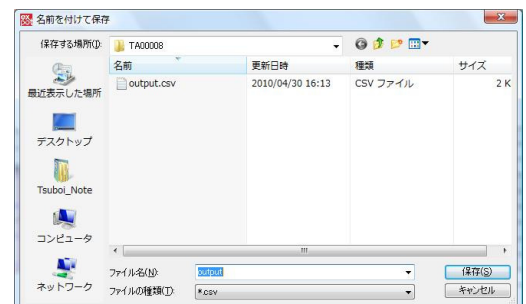 名前を付けて保存
保存する場所(I): TA00008
名前 更新日時 種類 サイズ
output.csv 2010/04/30 16:13 CSV ファイル 2 K
最近表示した場所
デスクトップ
Tsuboi_Note
コンピュータ
ネットワーク
ファイル名(N): output 保存(S)
ファイルの種類(T): *.csv キャンセル